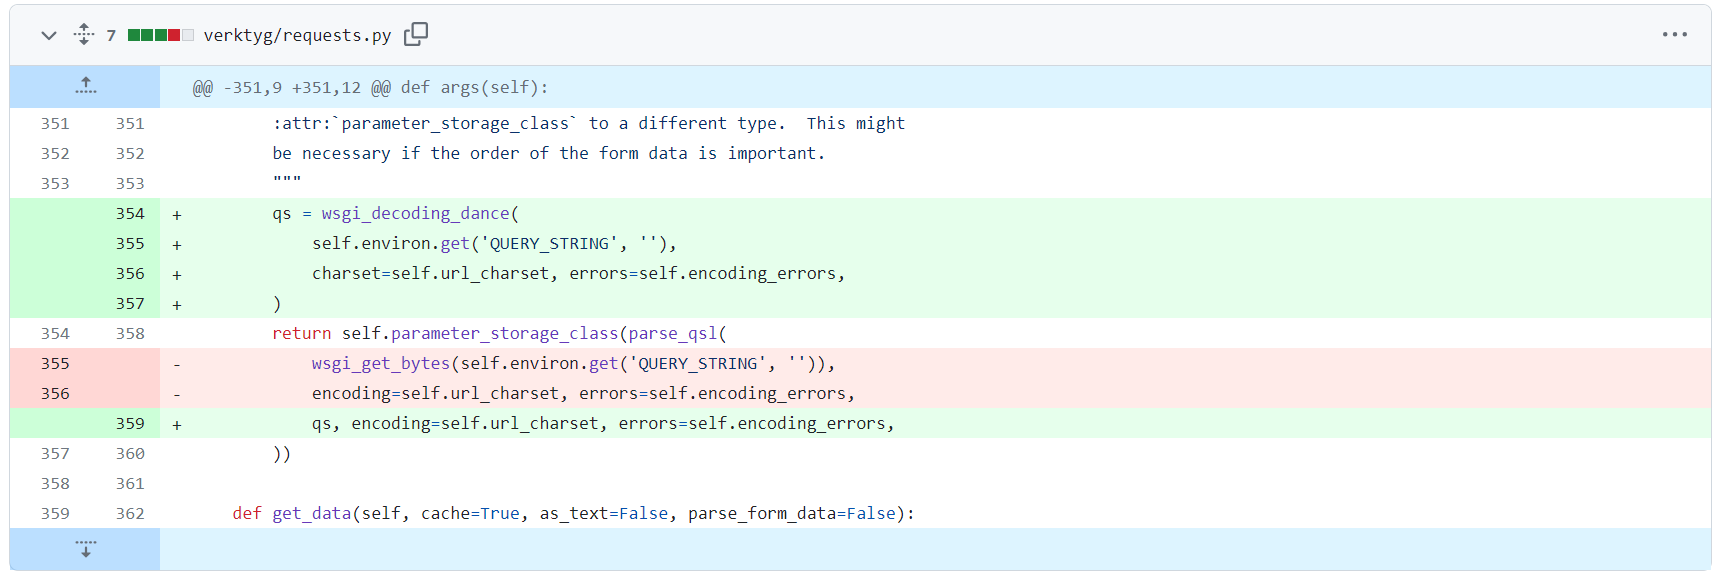 7 verktyg/requests.py
@@ -351,9 +351,12 @@ def args(self):
351 351 :attr:`parameter_storage_class` to a different type.  This might
352 352 be necessary if the order of the form data is important.
353 353 """
354 + qs = wsgi_decoding_dance(
355 + self.environ.get('QUERY_STRING', ''),
356 + charset=self.url_charset, errors=self.encoding_errors,
357 + )
354 358 return self.parameter_storage_class(parse_qsl(
355 - wsgi_get_bytes(self.environ.get('QUERY_STRING', '')),
356 - encoding=self.url_charset, errors=self.encoding_errors,
359 + qs, encoding=self.url_charset, errors=self.encoding_errors,
357 360 ))
358 361
359 362 def get_data(self, cache=True, as_text=False, parse_form_data=False):